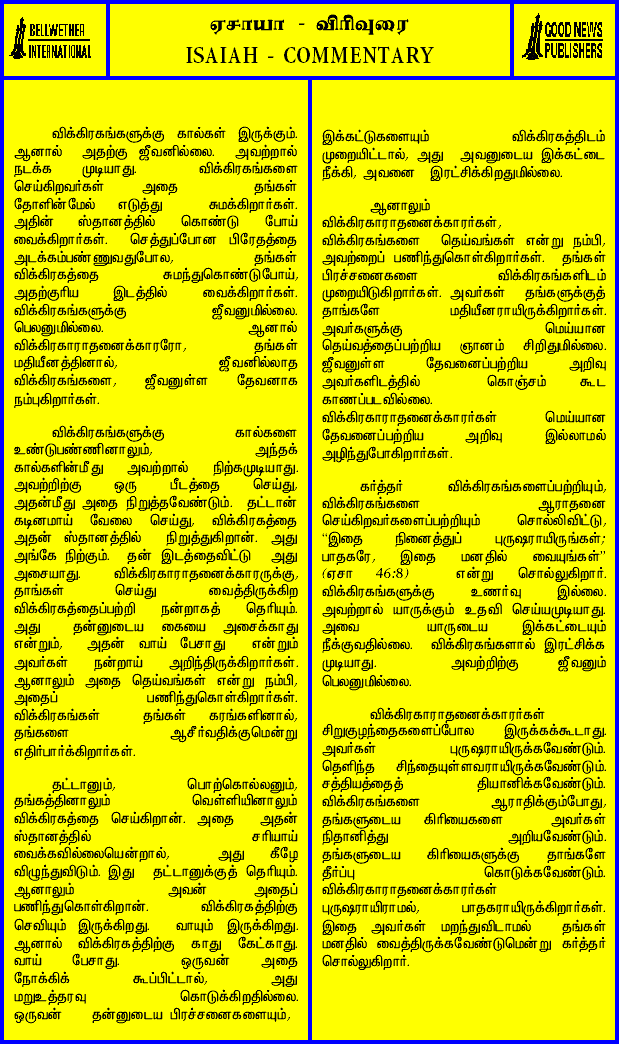 BELLWETHER
INTERNATIONAL
ஏசாயா - விரிவுரை
ISAIAH - COMMENTARY
GOOD NEWS
PUBLISHERS
விக்கிரகங்களுக்கு கால்கள் இருக்கும்.
ஆனால் அதற்கு ஜீவனில்லை. அவற்றால்
நடக்க முடியாது. விக்கிரகங்களை
செய்கிறவர்கள் அதை தங்கள்
தோளின்மேல் எடுத்து சுமக்கிறார்கள்.
அதின் ஸ்தானத்தில் கொண்டு போய்
வைக்கிறார்கள். செத்துப்போன பிரேதத்தை
அடக்கம்பண்ணுவதுபோல, தங்கள்
விக்கிரகத்தை சுமந்துகொண்டுபோய்,
அதற்குரிய இடத்தில் வைக்கிறார்கள்.
விக்கிரகங்களுக்கு ஜீவனுமில்லை.
பெலனுமில்லை. ஆனால்
விக்கிரகாராதனைக்காரரோ, தங்கள்
மதியீனத்தினால், ஜீவனில்லாத
விக்கிரகங்களை, ஜீவனுள்ள தேவனாக
நம்புகிறார்கள்.
விக்கிரகங்களுக்கு கால்களை
உண்டுபண்ணினாலும், அந்தக்
கால்களின்மீது அவற்றால் நிற்கமுடியாது.
அவற்றிற்கு ஒரு பீடத்தை செய்து,
அதன்மீது அதை நிறுத்தவேண்டும். தட்டான்
கடினமாய் வேலை செய்து, விக்கிரகத்தை
அதன் ஸ்தானத்தில் நிறுத்துகிறான். அது
அங்கே நிற்கும். தன் இடத்தைவிட்டு அது
அசையாது. விக்கிரகாராதனைக்காரருக்கு,
தாங்கள் செய்து வைத்திருக்கிற
விக்கிரகத்தைப்பற்றி நன்றாகத் தெரியும்.
அது தன்னுடைய கையை அசைக்காது
என்றும், அதன் வாய் பேசாது என்றும்
அவர்கள் நன்றாய் அறிந்திருக்கிறார்கள்.
ஆனாலும் அதை தெய்வங்கள் என்று நம்பி,
அதைப் பணிந்துகொள்கிறார்கள்.
விக்கிரகங்கள் தங்கள் கரங்களினால்,
தங்களை ஆசீர்வதிக்குமென்று
எதிர்பார்க்கிறார்கள்.
தட்டானும், பொற்கொல்லனும்,
தங்கத்தினாலும் வெள்ளியினாலும்
விக்கிரகத்தை செய்கிறான். அதை அதன்
ஸ்தானத்தில் சரியாய்
வைக்கவில்லையென்றால், அது கீழே
விழுந்துவிடும். இது தட்டானுக்குத் தெரியும்.
ஆனாலும் அவன் அதைப்
பணிந்துகொள்கிறான். விக்கிரகத்திற்கு
செவியும் இருக்கிறது. வாயும் இருக்கிறது.
ஆனால் விக்கிரகத்திற்கு காது கேட்காது.
வாய் பேசாது. ஒருவன் அதை
நோக்கிக் கூப்பிட்டால், அது
மறுஉத்தரவு கொடுக்கிறதில்லை.
ஒருவன் தன்னுடைய பிரச்சனைகளையும்,
இக்கட்டுகளையும் விக்கிரகத்திடம்
முறையிட்டால், அது அவனுடைய இக்கட்டை
நீக்கி, அவனை இரட்சிக்கிறதுமில்லை.
ஆனாலும்
விக்கிரகாராதனைக்காரர்கள்,
விக்கிரகங்களை தெய்வங்கள் என்று நம்பி,
அவற்றைப் பணிந்துகொள்கிறார்கள். தங்கள்
பிரச்சனைகளை விக்கிரகங்களிடம்
முறையிடுகிறார்கள். அவர்கள் தங்களுக்குத்
தாங்களே மதியீனராயிருக்கிறார்கள்.
அவர்களுக்கு மெய்யான
தெய்வத்தைப்பற்றிய ஞானம் சிறிதுமில்லை.
ஜீவனுள்ள தேவனைப்பற்றிய அறிவு
அவர்களிடத்தில் கொஞ்சம் கூட
காணப்படவில்லை.
விக்கிரகாராதனைக்காரர்கள் மெய்யான
தேவனைப்பற்றிய அறிவு இல்லாமல்
அழிந்துபோகிறார்கள்.
கர்த்தர் விக்கிரகங்களைப்பற்றியும்,
விக்கிரகங்களை ஆராதனை
செய்கிறவர்களைப்பற்றியும் சொல்லிவிட்டு,
“இதை நினைத்துப் புருஷராயிருங்கள்;
பாதகரே, இதை மனதில் வையுங்கள்”
(ஏசா 46:8) என்று சொல்லுகிறார்.
விக்கிரகங்களுக்கு உணர்வு இல்லை.
அவற்றால் யாருக்கும் உதவி செய்யமுடியாது.
அவை யாருடைய இக்கட்டையும்
நீக்குவதில்லை. விக்கிரகங்களால் இரட்சிக்க
முடியாது. அவற்றிற்கு ஜீவனும்
பெலனுமில்லை.
விக்கிரகாராதனைக்காரர்கள்
சிறுகுழந்தைகளைப்போல இருக்கக்கூடாது.
அவர்கள் புருஷராயிருக்கவேண்டும்.
தெளிந்த சிந்தையுள்ளவராயிருக்கவேண்டும்.
சத்தியத்தைத் தியானிக்கவேண்டும்.
விக்கிரகங்களை ஆராதிக்கும்போது,
தங்களுடைய கிரியைகளை அவர்கள்
நிதானித்து அறியவேண்டும்.
தங்களுடைய கிரியைகளுக்கு தாங்களே
தீர்ப்பு கொடுக்கவேண்டும்.
விக்கிரகாராதனைக்காரர்கள்
புருஷராயிராமல், பாதகராயிருக்கிறார்கள்.
இதை அவர்கள் மறந்துவிடாமல் தங்கள்
மனதில் வைத்திருக்கவேண்டுமென்று கர்த்தர்
சொல்லுகிறார்.